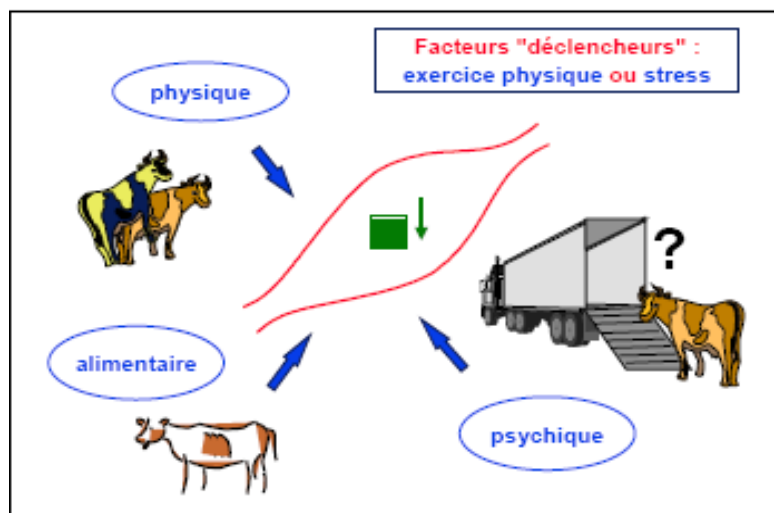 Facteurs "déclencheurs" :
exercice physique ou stress
physique
?
alimentaire
psychique